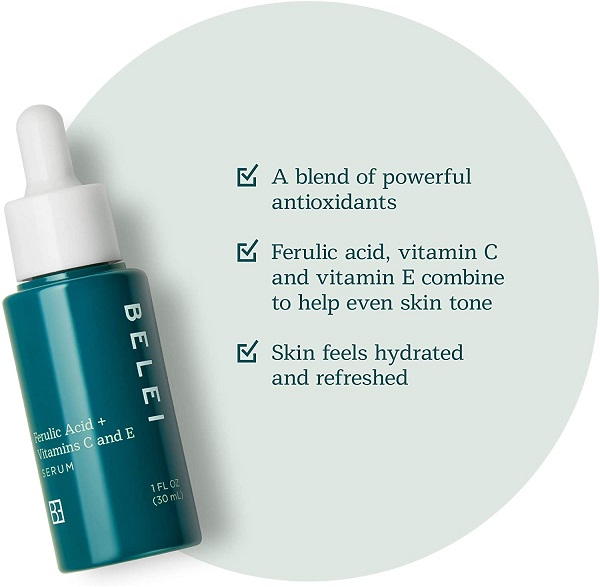 A blend of powerful
antioxidants
Ferulic acid, vitamin C
and vitamin E combine
to help even skin tone
Skin feels hydrated
and refreshed
BELEI
Ferulic Acid +
Vitamins C and E
SERUM
1 FL OZ
(30 mL)
B